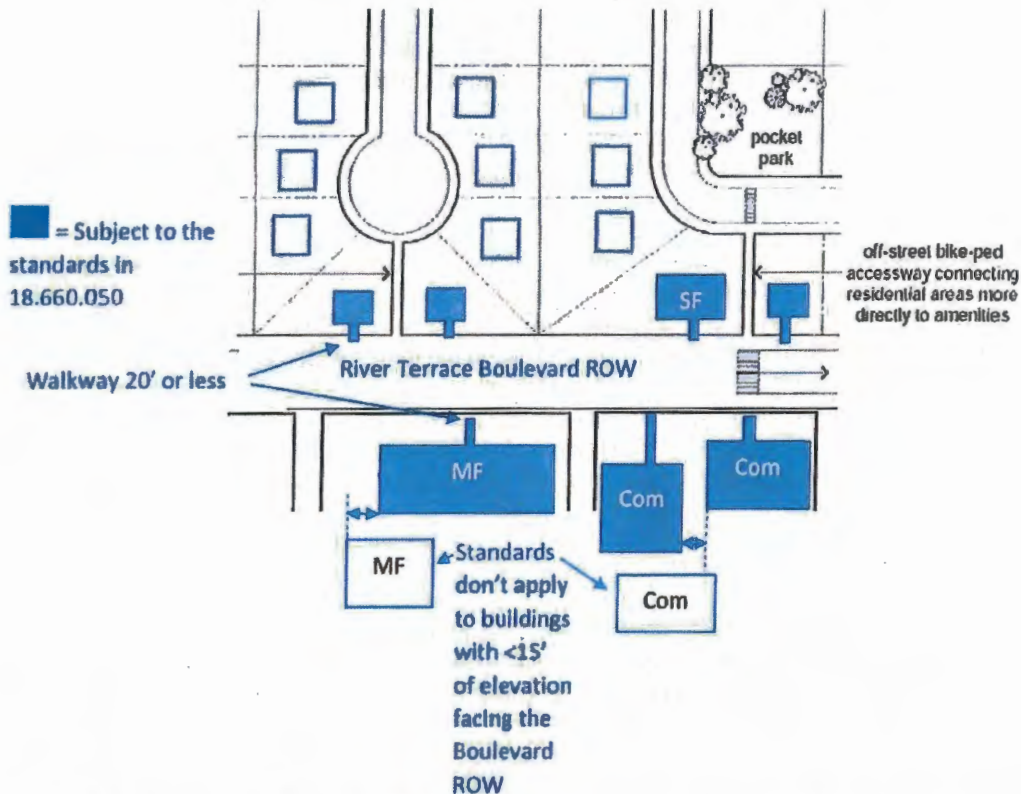 pocket
park
= Subject to the
standards in
18.660.050
off-street bike-ped
accessway connecting
residential areas more
directly to amenities
SF
Walkway 20' or less
River Terrace Boulevard ROW
MF
Com
Com
MF
Standards
don't apply
to buildings
with <15'
of elevation
facing the
Boulevard
ROW
Com